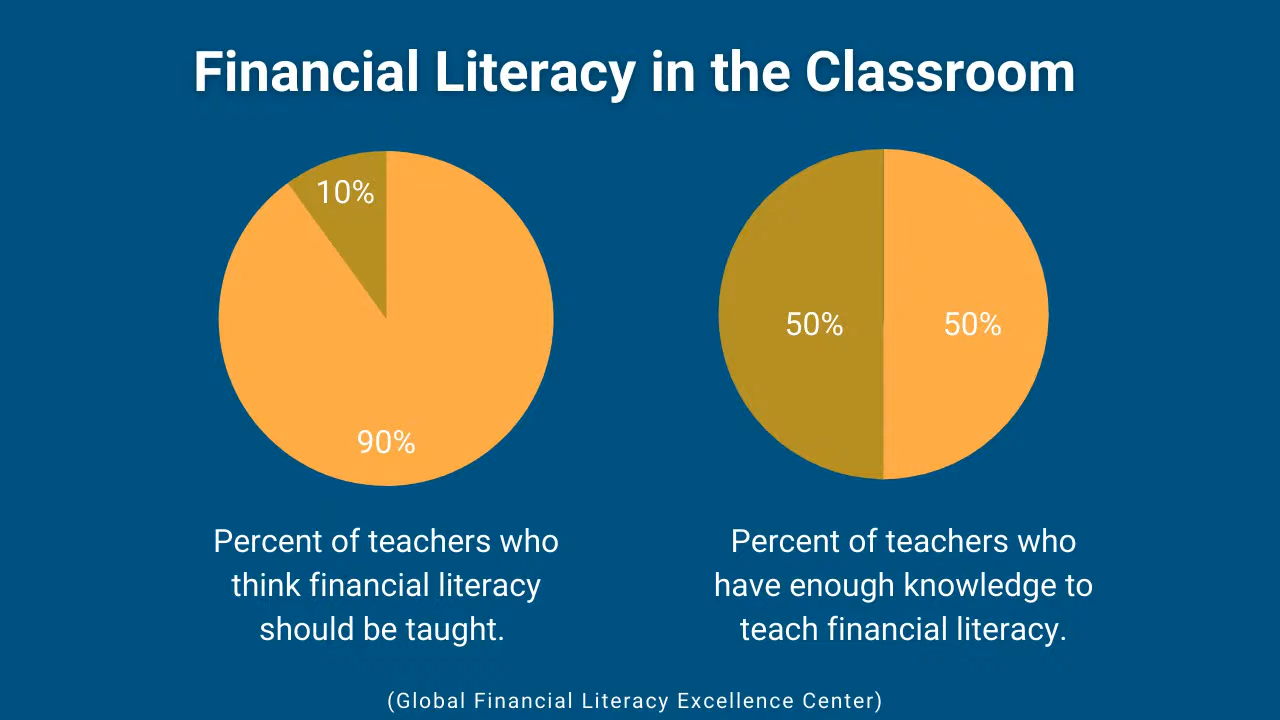 Financial Literacy in the Classroom
10%
90%
50%
50%
Percent of teachers who
think financial literacy
should be taught.
Percent of teachers who
have enough knowledge to
teach financial literacy.
(Global Financial Literacy Excellence Center)